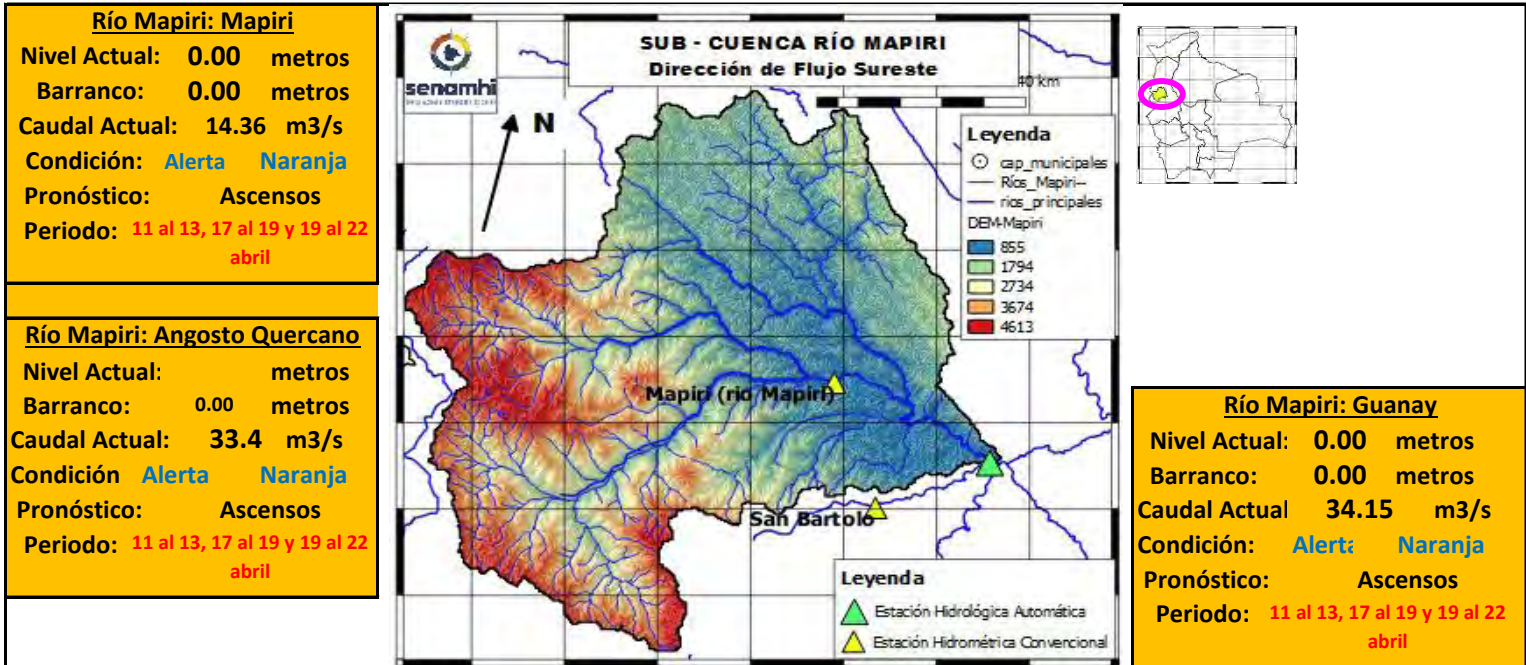 Río Mapiri: Mapiri
Nivel Actual: 0.00 metros
Barranco: 0.00 metros
Caudal Actual: 14.36 m3/s
Condición: Alerta Naranja
Pronóstico: Ascensos
Periodo: 11 al 13, 17 al 19 y 19 al 22
abril
Río Mapiri: Angosto Quercano
Nivel Actual: metros
Barranco: 0.00 metros
Caudal Actual: 33.4 m3/s
Condición Alerta Naranja
Pronóstico: Ascensos
Periodo: 11 al 13, 17 al 19 y 19 al 22
abril
senamhi
SUB - CUENCA RÍO MAPIRI
Dirección de Flujo Sureste
40 km
N
Leyenda
cap_municipales
Ríos_Mapiri--
rios_principales
DEM-Mapiri
855
1794
2734
3674
4613
Mapiri (rio Mapiri)
San Bartolo
Leyenda
Estación Hidrológica Automática
Estación Hidrométrica Convencional
Río Mapiri: Guanay
Nivel Actual: 0.00 metros
Barranco: 0.00 metros
Caudal Actual 34.15 m3/s
Condición: Alerta Naranja
Pronóstico: Ascensos
Periodo: 11 al 13, 17 al 19 y 19 al 22
abril